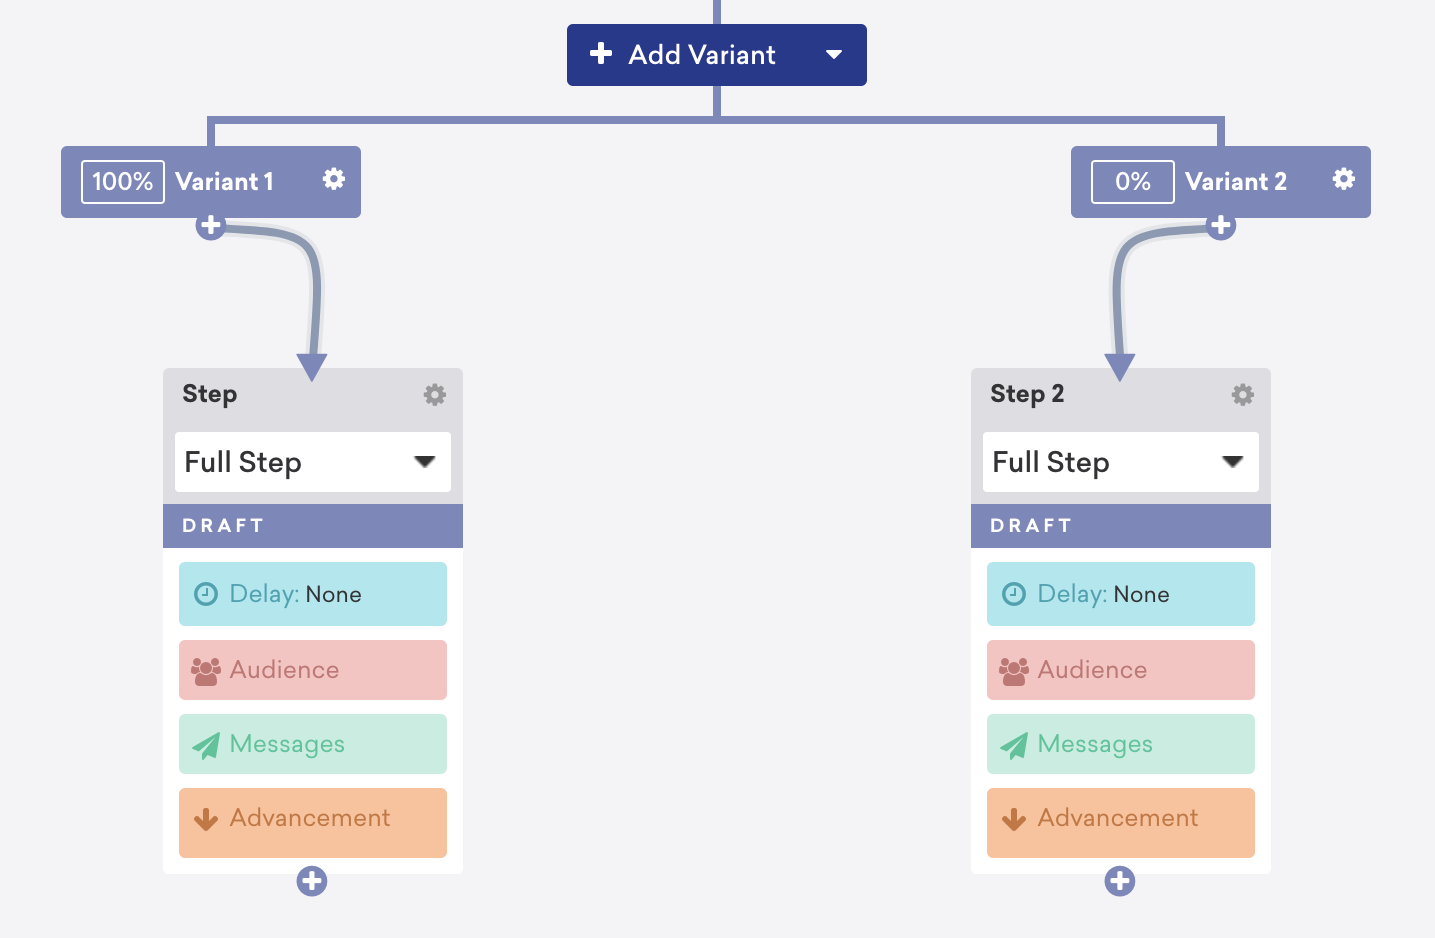 Add Variant
100% Variant 1
0% Variant 2
Step
Full Step
DRAFT
Delay: None
Audience
Messages
Advancement
Step 2
Full Step
DRAFT
Delay: None
Audience
Messages
Advancement